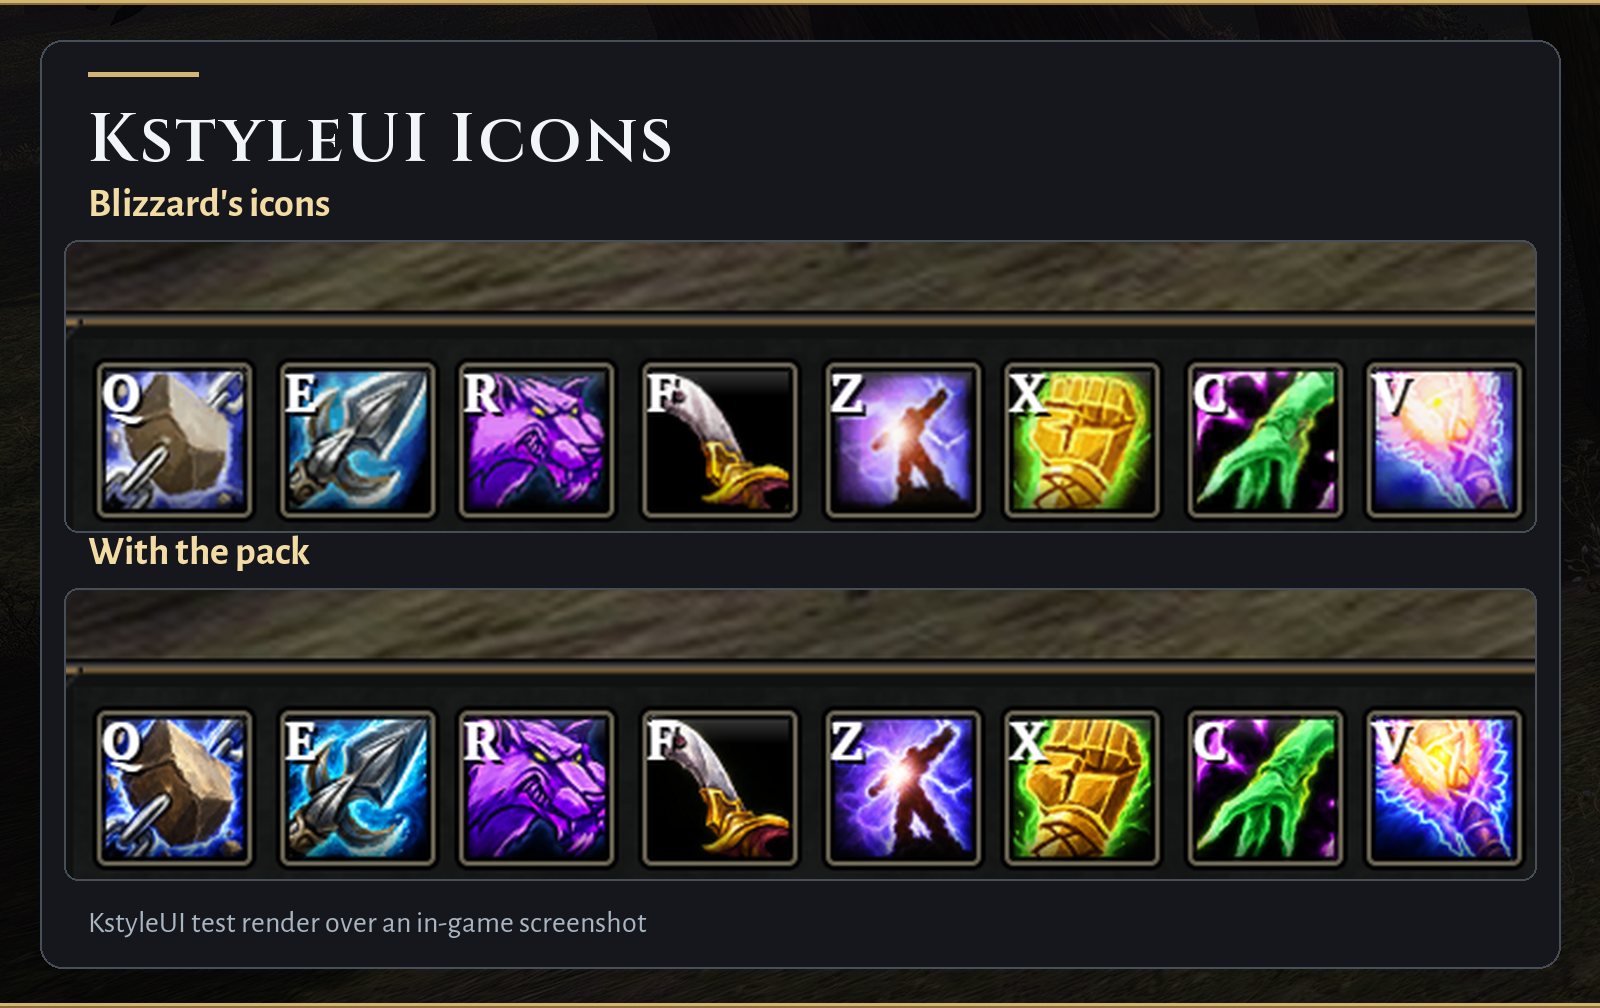 KstyleUI Icons
Blizzard's icons
Q E R F Z X C V
With the pack
Q E R F Z X C V
KstyleUI test render over an in-game screenshot